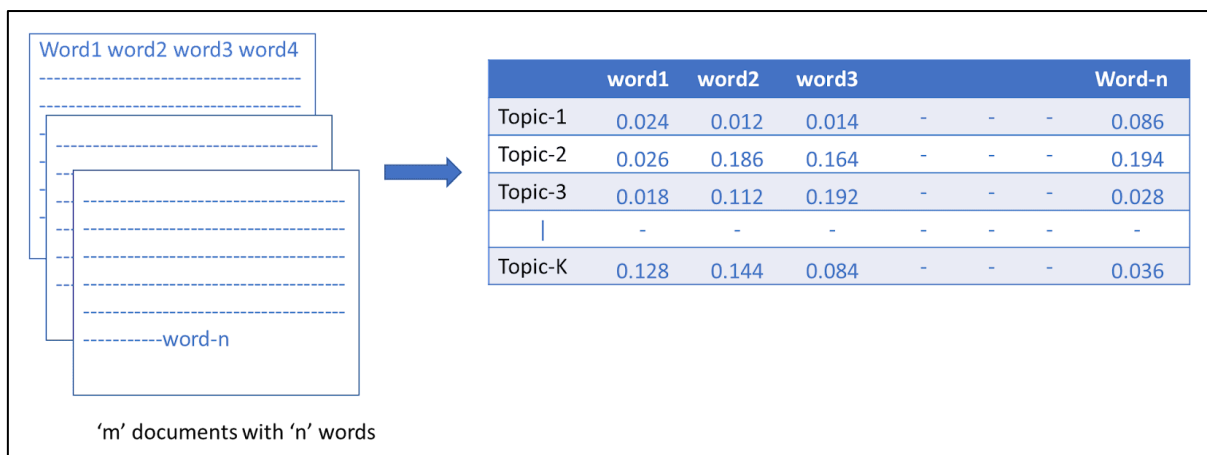 Word1 word2 word3 word4
----------word-n
'm' documents with 'n' words
word1 word2 word3 Word-n
Topic-1 0.024 0.012 0.014 - - - 0.086
Topic-2 0.026 0.186 0.164 - - - 0.194
Topic-3 0.018 0.112 0.192 - - - 0.028
| - - - - - - -
Topic-K 0.128 0.144 0.084 - - - 0.036